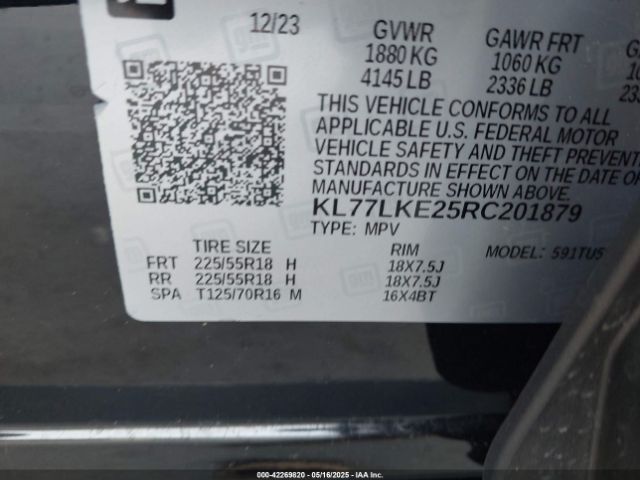 12/23 GVWR GAWR FRT
1880 KG 1060 KG
4145 LB 2336 LB
THIS VEHICLE CONFORMS TO ALL
APPLICABLE U.S. FEDERAL MOTOR
VEHICLE SAFETY AND THEFT PREVENT
STANDARDS IN EFFECT ON THE DATE OF
MANUFACTURE SHOWN ABOVE.
KL77LKE25RC201879
TYPE: MPV MODEL: 591TU5
TIRE SIZE RIM
FRT 225/55R18 H 18X7.5J
RR 225/55R18 H 18X7.5J
SPA T125/70R16 M 16X4BT
000-42269820 - 05/16/2025 - IAA Inc.